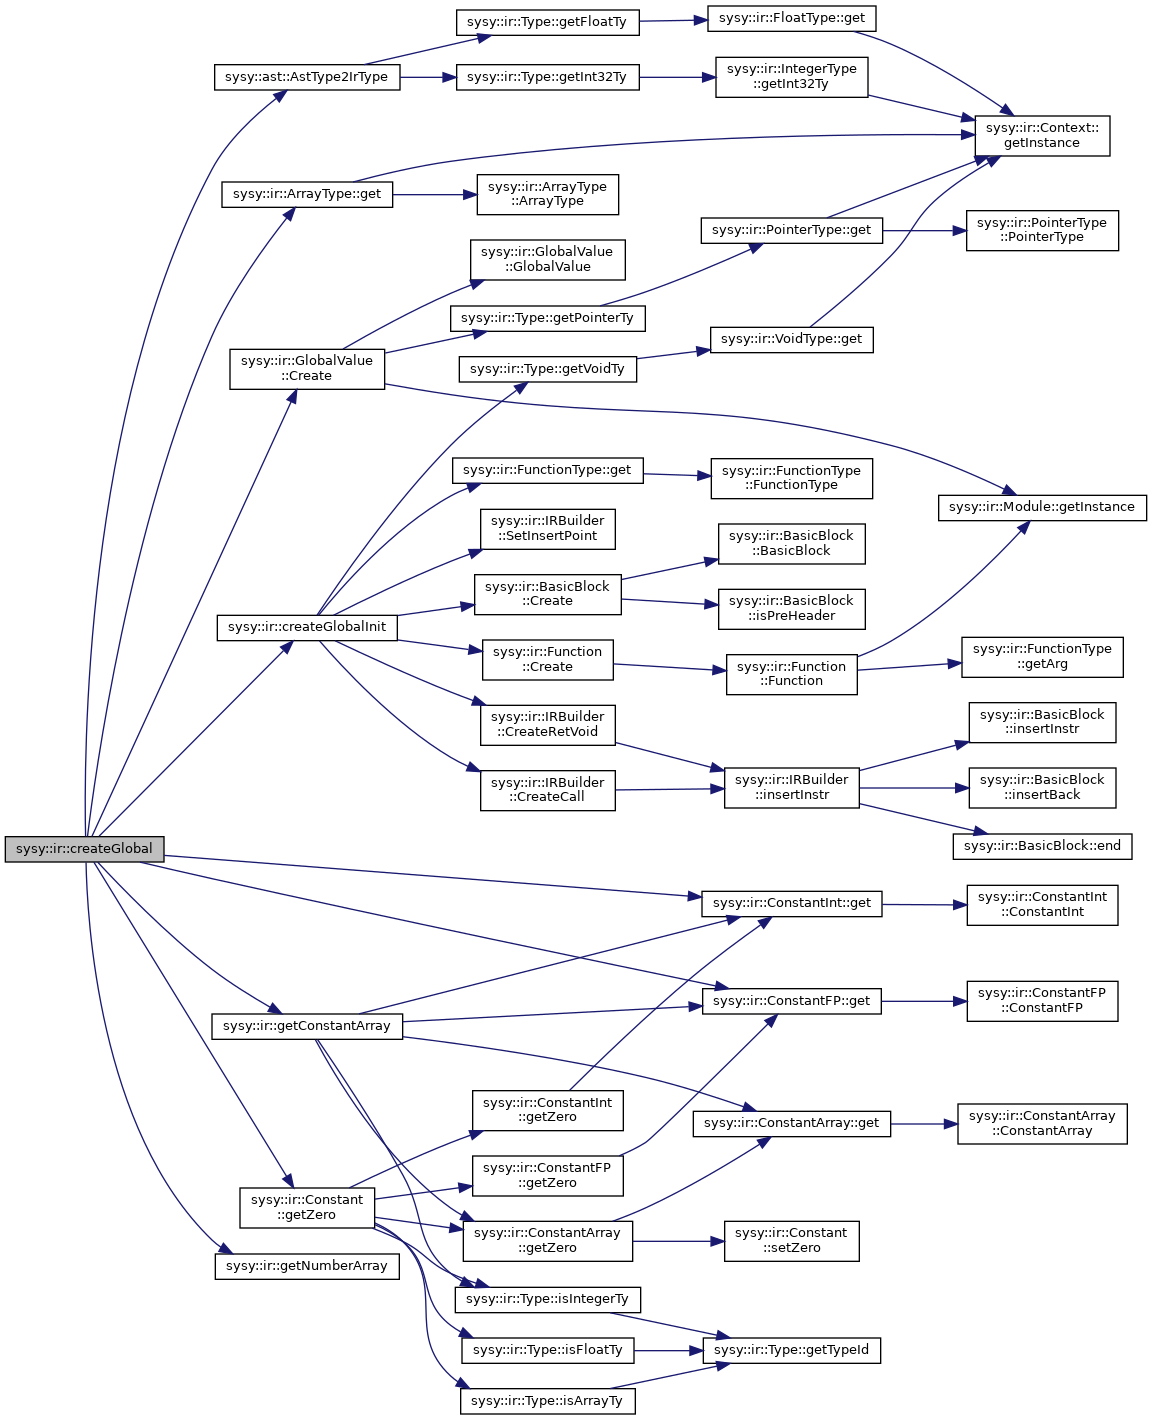 sysy::ir::createGlobal
sysy::ast::AstType2IrType
sysy::ir::Type::getFloatTy
sysy::ir::FloatType::get
sysy::ir::Type::getInt32Ty
sysy::ir::IntegerType
::getInt32Ty
sysy::ir::Context::
getInstance
sysy::ir::ArrayType::get
sysy::ir::ArrayType
::ArrayType
sysy::ir::GlobalValue
::Create
sysy::ir::GlobalValue
::GlobalValue
sysy::ir::Type::getPointerTy
sysy::ir::PointerType::get
sysy::ir::PointerType
::PointerType
sysy::ir::Type::getVoidTy
sysy::ir::VoidType::get
sysy::ir::Module::getInstance
sysy::ir::createGlobalInit
sysy::ir::FunctionType::get
sysy::ir::FunctionType
::FunctionType
sysy::ir::IRBuilder
::SetInsertPoint
sysy::ir::BasicBlock
::Create
sysy::ir::BasicBlock
::BasicBlock
sysy::ir::BasicBlock
::isPreHeader
sysy::ir::Function
::Create
sysy::ir::Function
::Function
sysy::ir::FunctionType
::getArg
sysy::ir::IRBuilder
::CreateRetVoid
sysy::ir::IRBuilder
::CreateCall
sysy::ir::IRBuilder
::insertInstr
sysy::ir::BasicBlock
::insertInstr
sysy::ir::BasicBlock
::insertBack
sysy::ir::BasicBlock::end
sysy::ir::ConstantInt::get
sysy::ir::ConstantInt
::ConstantInt
sysy::ir::ConstantFP::get
sysy::ir::ConstantFP
::ConstantFP
sysy::ir::getConstantArray
sysy::ir::ConstantInt
::getZero
sysy::ir::ConstantArray::get
sysy::ir::ConstantArray
::ConstantArray
sysy::ir::ConstantFP
::getZero
sysy::ir::Constant
::getZero
sysy::ir::ConstantArray
::getZero
sysy::ir::Constant
::setZero
sysy::ir::getNumberArray
sysy::ir::Type::isIntegerTy
sysy::ir::Type::isFloatTy
sysy::ir::Type::getTypeId
sysy::ir::Type::isArrayTy